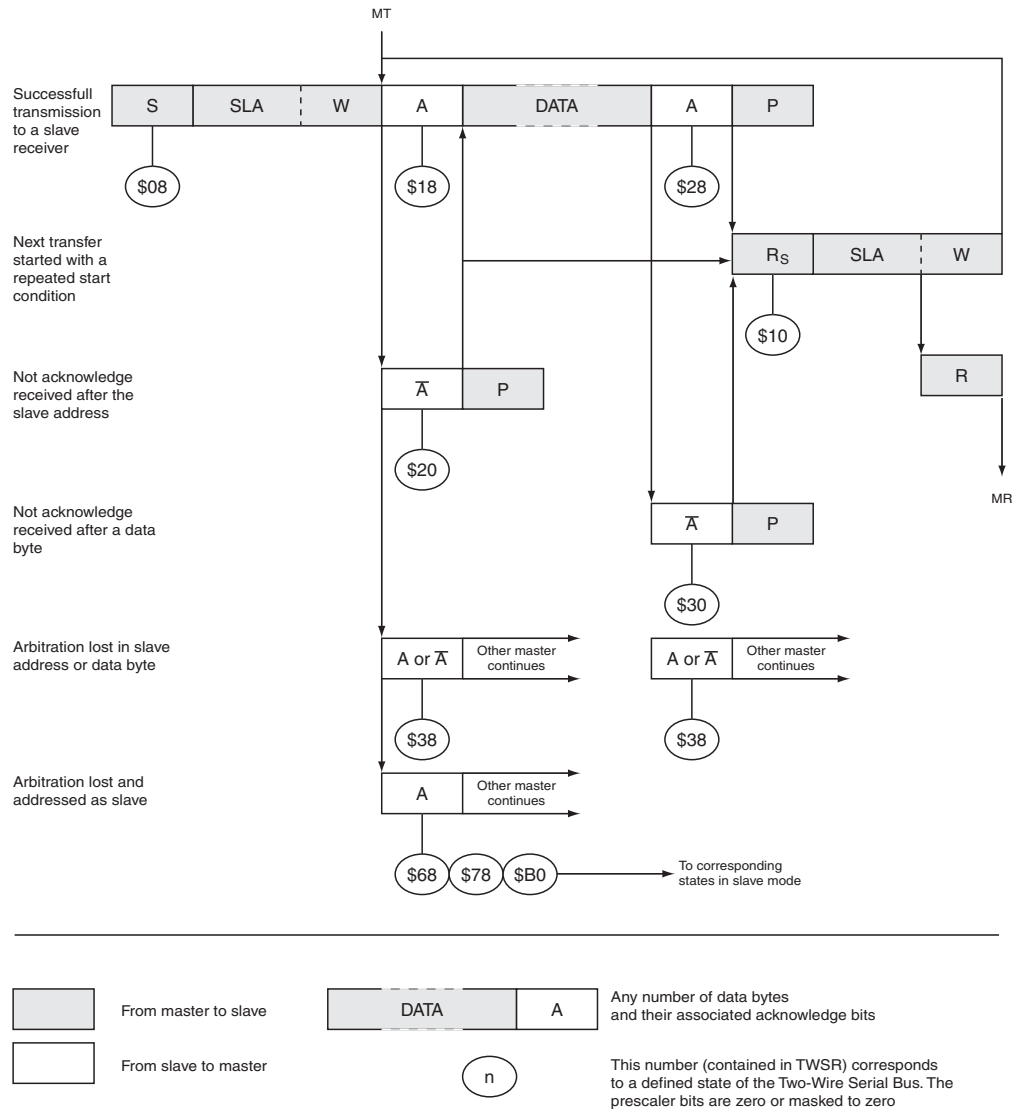 MT
Successfull
transmission
to a slave
receiver
S SLA W A DATA A P
$08 $18 $28
Next transfer
started with a
repeated start
condition
RS SLA W
$10
Not acknowledge
received after the
slave address
A̅ P
R
$20
MR
Not acknowledge
received after a data
byte
A̅ P
$30
Arbitration lost in slave
address or data byte
A or A̅ Other master
continues
A or A̅ Other master
continues
$38 $38
Arbitration lost and
addressed as slave
A Other master
continues
$68 $78 $B0 To corresponding
states in slave mode
From master to slave
DATA A Any number of data bytes
and their associated acknowledge bits
From slave to master
n This number (contained in TWSR) corresponds
to a defined state of the Two-Wire Serial Bus. The
prescaler bits are zero or masked to zero